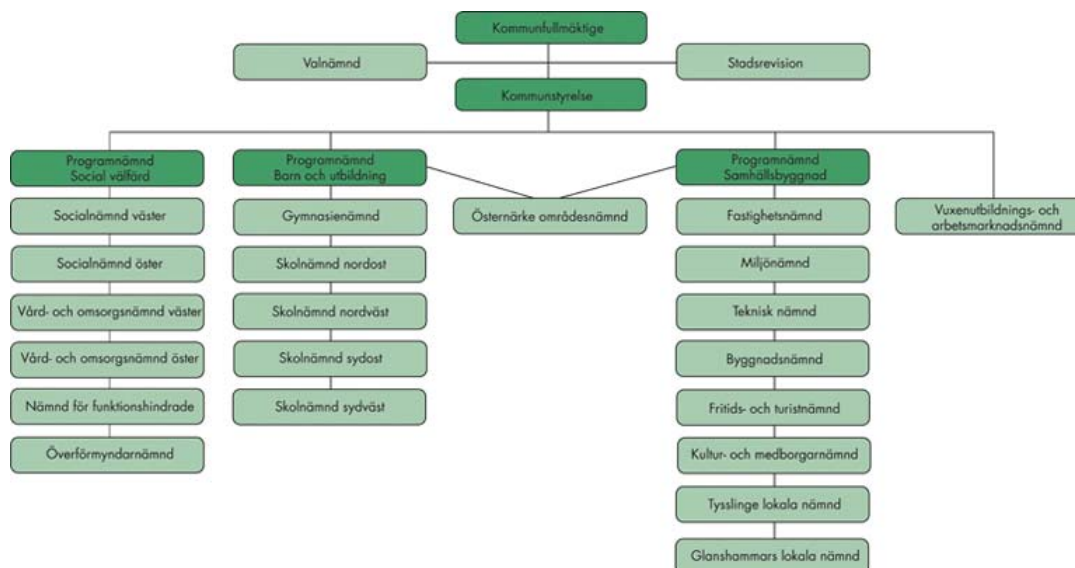 Kommunfullmäktige
Valnämnd
Stadsrevision
Kommunstyrelse
Programnämnd
Social välfärd
Socialnämnd väster
Socialnämnd öster
Vård- och omsorgsnämnd väster
Vård- och omsorgsnämnd öster
Nämnd för funktionshindrade
Överförmyndarnämnd
Programnämnd
Barn och utbildning
Gymnasienämnd
Skolnämnd nordost
Skolnämnd nordväst
Skolnämnd sydost
Skolnämnd sydväst
Östernärke områdesnämnd
Programnämnd
Samhällsbyggnad
Fastighetsnämnd
Miljönämnd
Teknisk nämnd
Byggnadsnämnd
Fritids- och turistnämnd
Kultur- och medborgarnämnd
Tysslinge lokala nämnd
Glanshammars lokala nämnd
Vuxenutbildnings- och
arbetsmarknadsnämnd